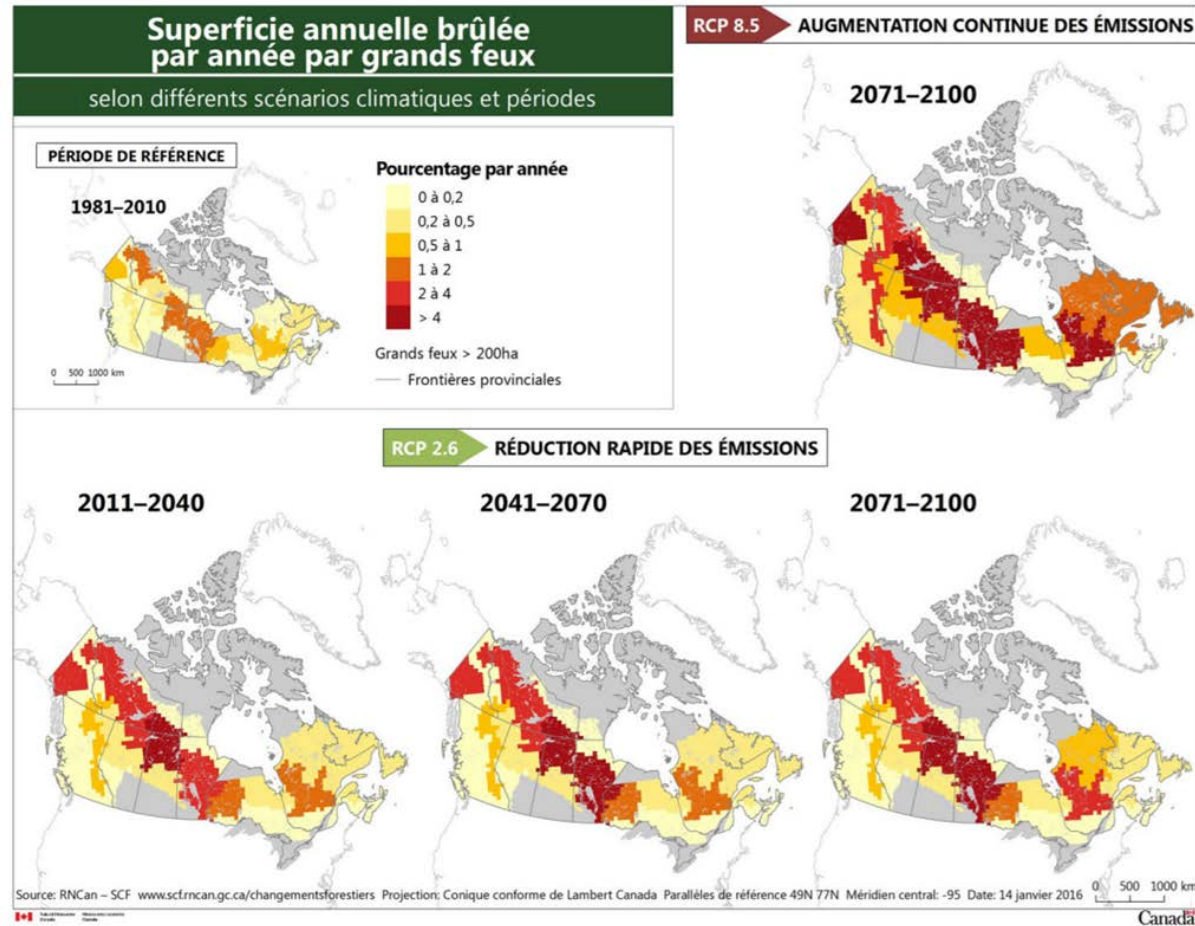 Superficie annuelle brûlée
par année par grands feux
selon différents scénarios climatiques et périodes
RCP 8.5
AUGMENTATION CONTINUE DES ÉMISSIONS
2071–2100
PÉRIODE DE RÉFÉRENCE
1981–2010
0 500 1000 km
Pourcentage par année
0 à 0,2
0,2 à 0,5
0,5 à 1
1 à 2
2 à 4
> 4
Grands feux > 200ha
Frontières provinciales
RCP 2.6
RÉDUCTION RAPIDE DES ÉMISSIONS
2011–2040
2041–2070
2071–2100
Source: RNCan – SCF www.scf.rncan.gc.ca/changementsforestiers Projection: Conique conforme de Lambert Canada Parallèles de référence 49N 77N Méridien central: -95 Date: 14 janvier 2016
0 500 1000 km
Canada